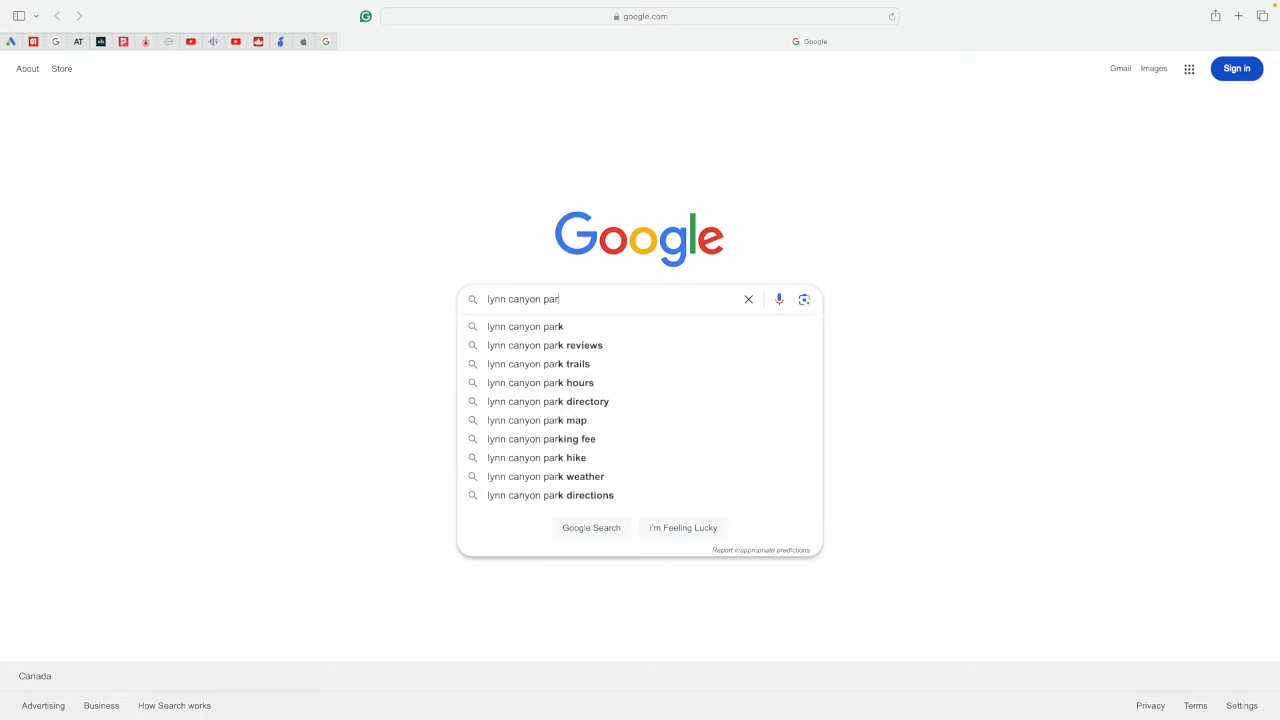 google.com
AT
Google
About Store
Gmail Images Sign in
Google
lynn canyon par
lynn canyon park
lynn canyon park reviews
lynn canyon park trails
lynn canyon park hours
lynn canyon park directory
lynn canyon park map
lynn canyon parking fee
lynn canyon park hike
lynn canyon park weather
lynn canyon park directions
Google Search I'm Feeling Lucky
Report inappropriate predictions
Canada
Advertising Business How Search works
Privacy Terms Settings